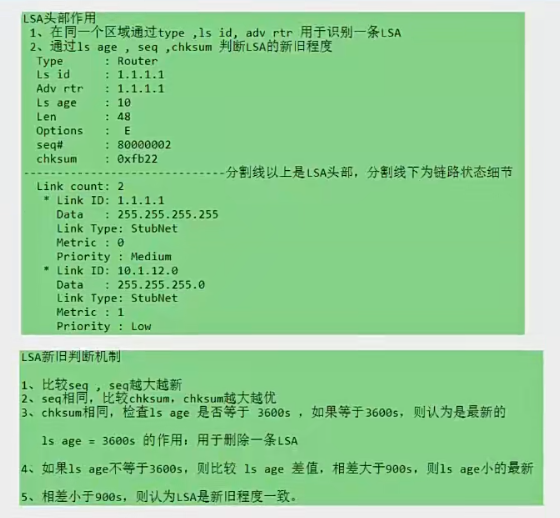 LSA头部作用
1、在同一个区域通过type ,ls id, adv rtr 用于识别一条LSA
2、通过ls age , seq ,chksum 判断LSA的新旧程度
Type : Router
Ls id : 1.1.1.1
Adv rtr : 1.1.1.1
Ls age : 10
Len : 48
Options : E
seq# : 80000002
chksum : 0xfb22
----------------------------分割线以上是LSA头部，分割线下为链路状态细节
Link count: 2
* Link ID: 1.1.1.1
Data : 255.255.255.255
Link Type: StubNet
Metric : 0
Priority : Medium
* Link ID: 10.1.12.0
Data : 255.255.255.0
Link Type: StubNet
Metric : 1
Priority : Low
LSA新旧判断机制
1、比较seq , seq越大越新
2、seq相同，比较chksum，chksum越大越优
3、chksum相同，检查ls age 是否等于 3600s ，如果等于3600s，则认为是最新的
ls age = 3600s 的作用：用于删除一条LSA
4、如果ls age不等于3600s，则比较 ls age 差值，相差大于900s，则ls age小的最新
5、相差小于900s，则认为LSA是新旧程度一致。